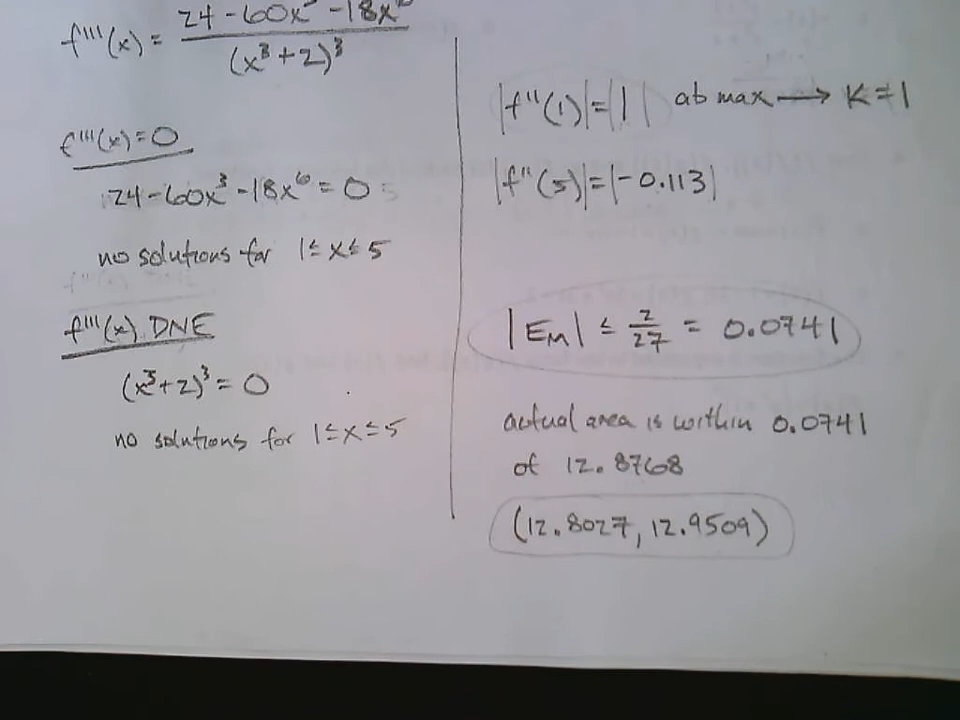 f'''(x) = (24 - 60x³ - 18x⁶) / (x³+2)³
f'''(x)=0
24-60x³-18x⁶ = 0
no solutions for 1≤x≤5
f'''(x) DNE
(x³+2)³ = 0
no solutions for 1≤x≤5
|f''(1)|=|1| ab max → K=1
|f''(5)|=|-0.113|
|E_M| ≤ 2/27 = 0.0741
actual area is within 0.0741
of 12.8768
(12.8027, 12.9509)